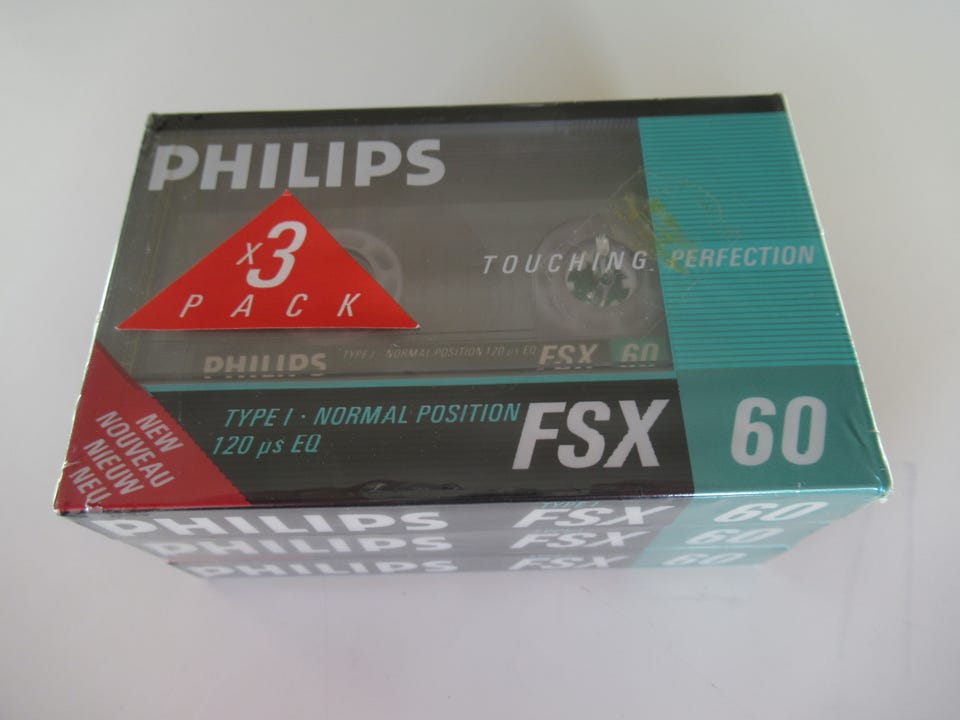 PHILIPS
x3
PACK
TOUCHING PERFECTION
PHILIPS TYPE I · NORMAL POSITION 120 µs EQ FSX 60
TYPE I · NORMAL POSITION
120 µs EQ
FSX 60
NEW
NOUVEAU
NIEUW
NEU
PHILIPS FSX 60
PHILIPS FSX 60
PHILIPS FSX 60